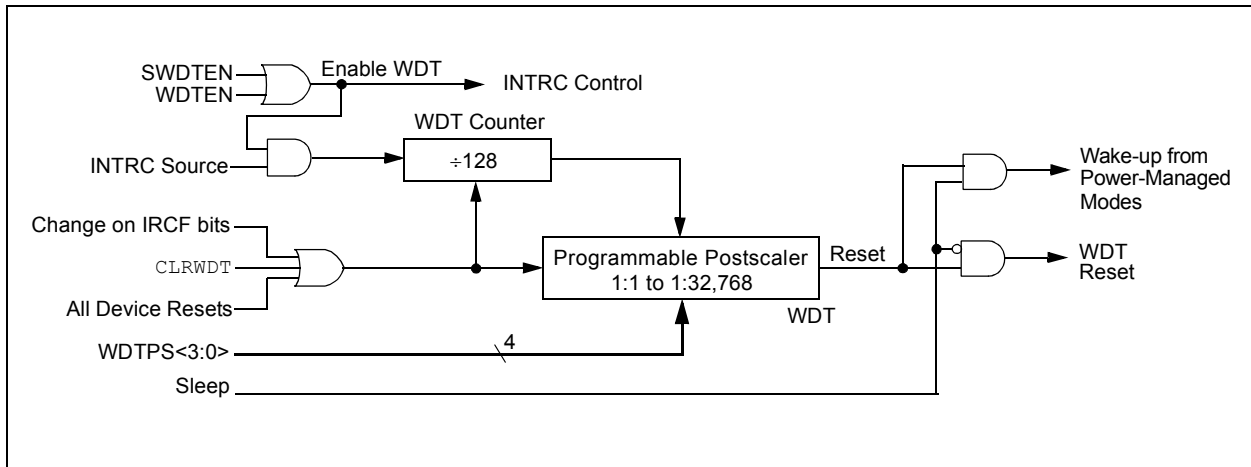 SWDTEN
WDTEN
Enable WDT
INTRC Control
WDT Counter
÷128
INTRC Source
Wake-up from
Power-Managed
Modes
Change on IRCF bits
CLRWDT
All Device Resets
Programmable Postscaler
1:1 to 1:32,768
Reset
WDT
Reset
WDT
WDTPS<3:0>
4
Sleep